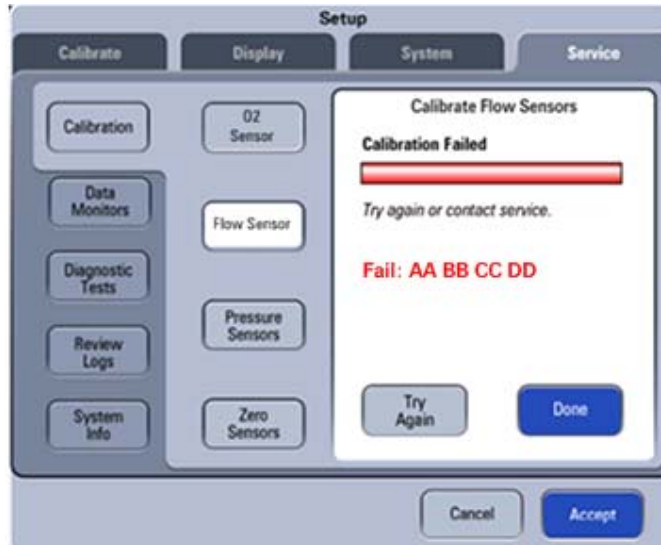 Setup
Calibrate
Display
System
Service
Calibration
Data
Monitors
Diagnostic
Tests
Review
Logs
System
Info
O2
Sensor
Flow Sensor
Pressure
Sensors
Zero
Sensors
Calibrate Flow Sensors
Calibration Failed
Try again or contact service.
Fail: AA BB CC DD
Try
Again
Done
Cancel
Accept